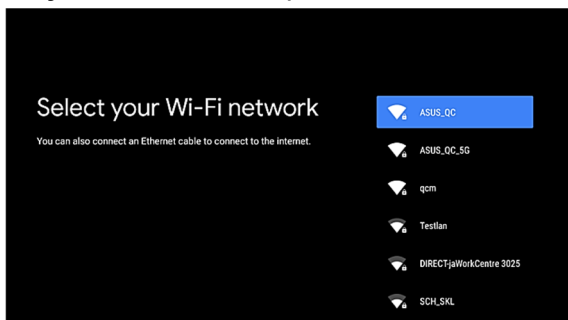 Select your Wi-Fi network
You can also connect an Ethernet cable to connect to the internet.
ASUS_QC
ASUS_QC_5G
qcm
Testlan
DIRECT-jaWorkCentre 3025
SCH_SKL